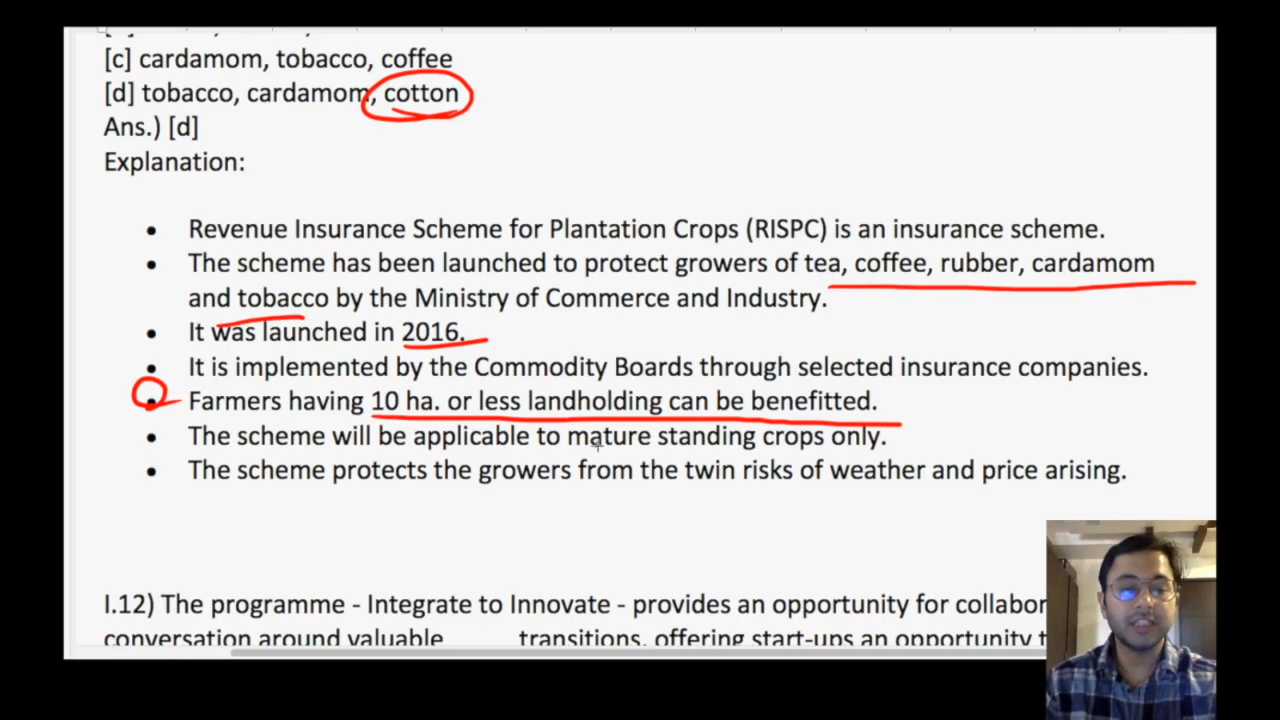 [c] cardamom, tobacco, coffee
[d] tobacco, cardamom, cotton
Ans.) [d]
Explanation:
• Revenue Insurance Scheme for Plantation Crops (RISPC) is an insurance scheme.
• The scheme has been launched to protect growers of tea, coffee, rubber, cardamom
and tobacco by the Ministry of Commerce and Industry.
• It was launched in 2016.
• It is implemented by the Commodity Boards through selected insurance companies.
• Farmers having 10 ha. or less landholding can be benefitted.
• The scheme will be applicable to mature standing crops only.
• The scheme protects the growers from the twin risks of weather and price arising.
I.12) The programme - Integrate to Innovate - provides an opportunity for
conversation around valuable transitions, offering start-ups an opportunity